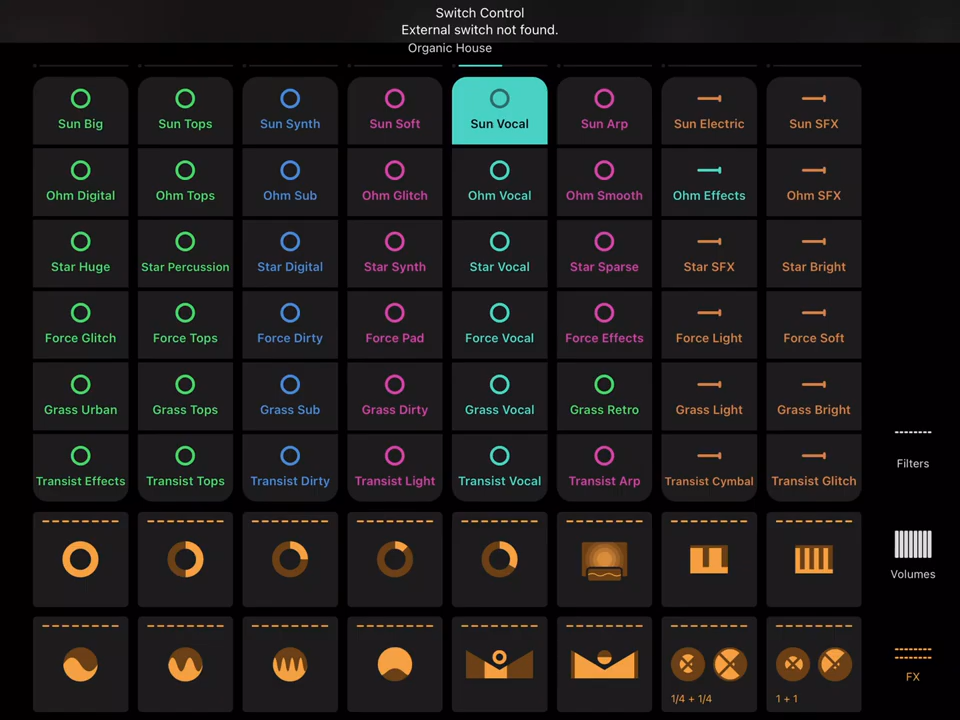 Switch Control
External switch not found.
Organic House
Sun Big Sun Tops Sun Synth Sun Soft Sun Vocal Sun Arp Sun Electric Sun SFX
Ohm Digital Ohm Tops Ohm Sub Ohm Glitch Ohm Vocal Ohm Smooth Ohm Effects Ohm SFX
Star Huge Star Percussion Star Digital Star Synth Star Vocal Star Sparse Star SFX Star Bright
Force Glitch Force Tops Force Dirty Force Pad Force Vocal Force Effects Force Light Force Soft
Grass Urban Grass Tops Grass Sub Grass Dirty Grass Vocal Grass Retro Grass Light Grass Bright
Filters
Transist Effects Transist Tops Transist Dirty Transist Light Transist Vocal Transist Arp Transist Cymbal Transist Glitch
Volumes
FX
1/4 + 1/4 1 + 1